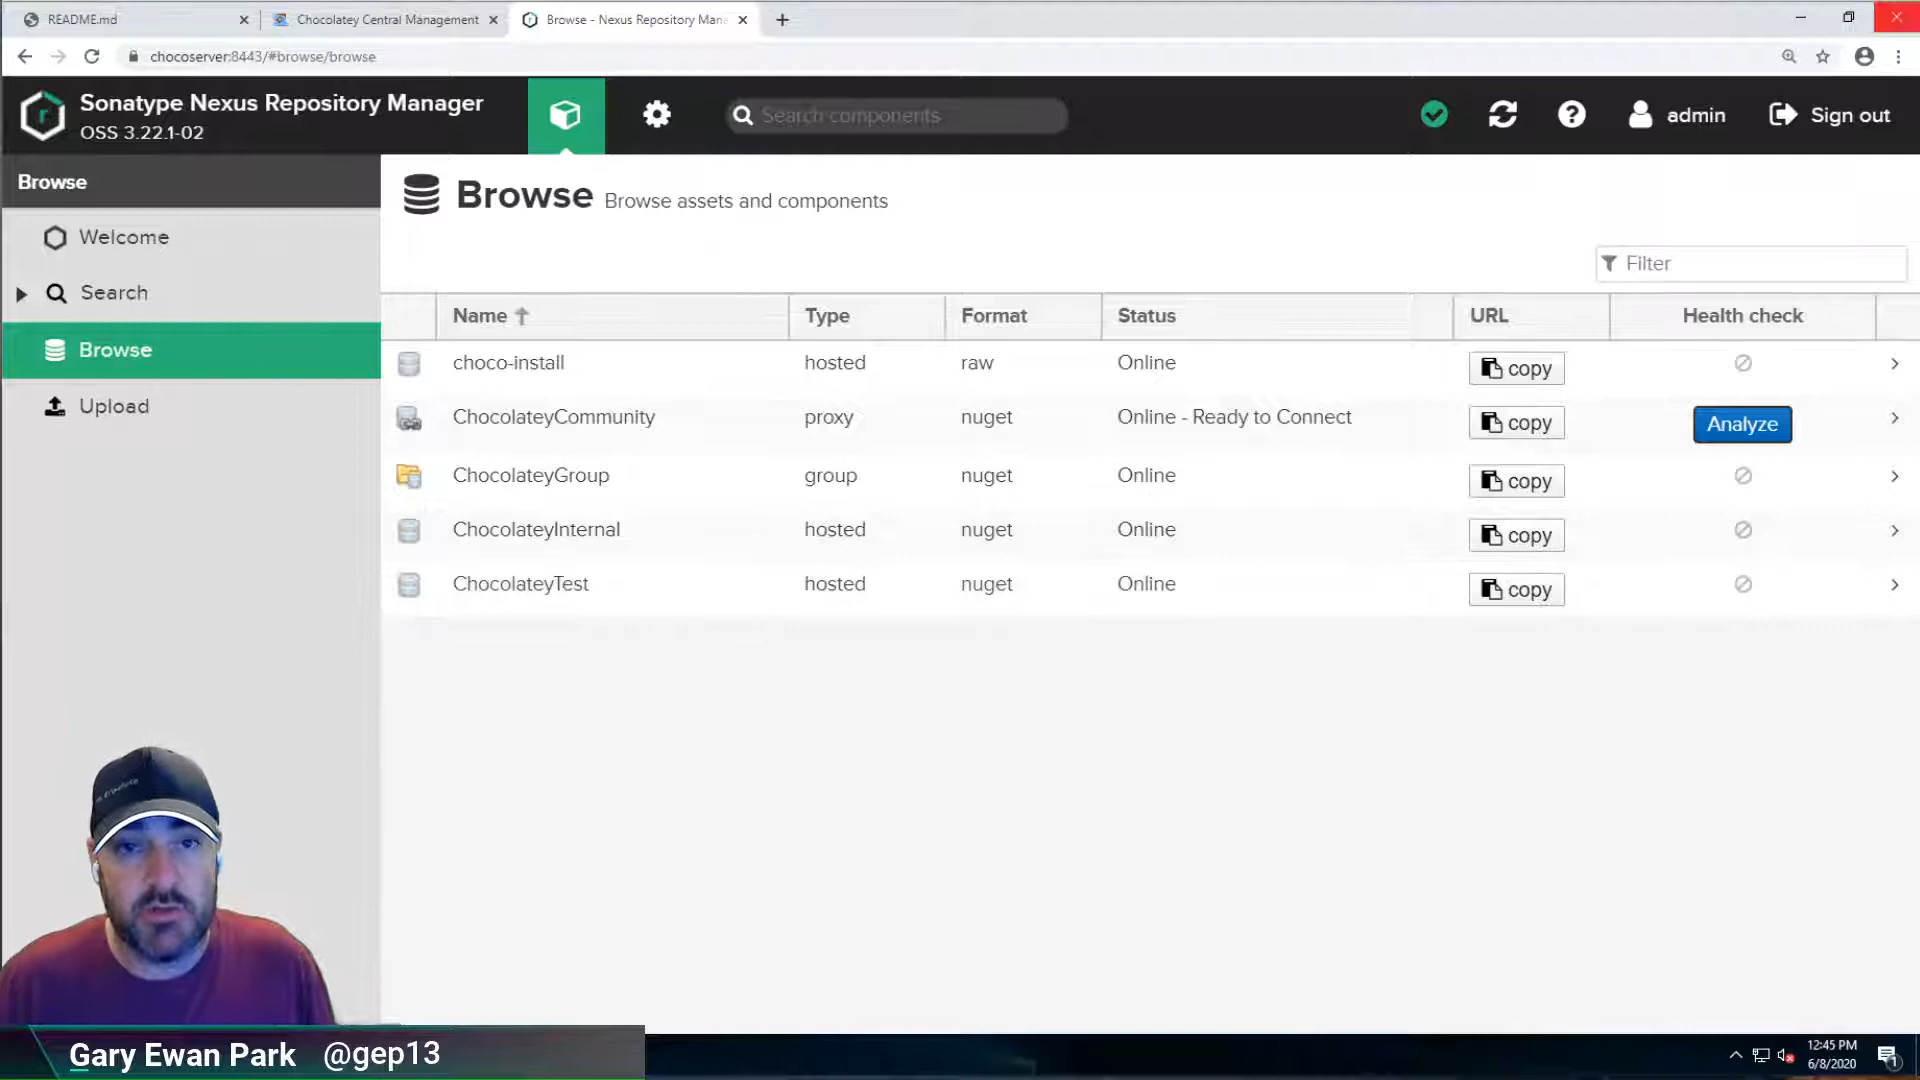 README.md
Chocolatey Central Management
Browse - Nexus Repository Mana
chocoserver:8443/#browse/browse
Sonatype Nexus Repository Manager
OSS 3.22.1-02
Search components
admin
Sign out
Browse
Welcome
Search
Browse
Upload
Browse Browse assets and components
Filter
Name Type Format Status URL Health check
choco-install hosted raw Online copy
ChocolateyCommunity proxy nuget Online - Ready to Connect copy Analyze
ChocolateyGroup group nuget Online copy
ChocolateyInternal hosted nuget Online copy
ChocolateyTest hosted nuget Online copy
Gary Ewan Park @gep13
12:45 PM
6/8/2020
1